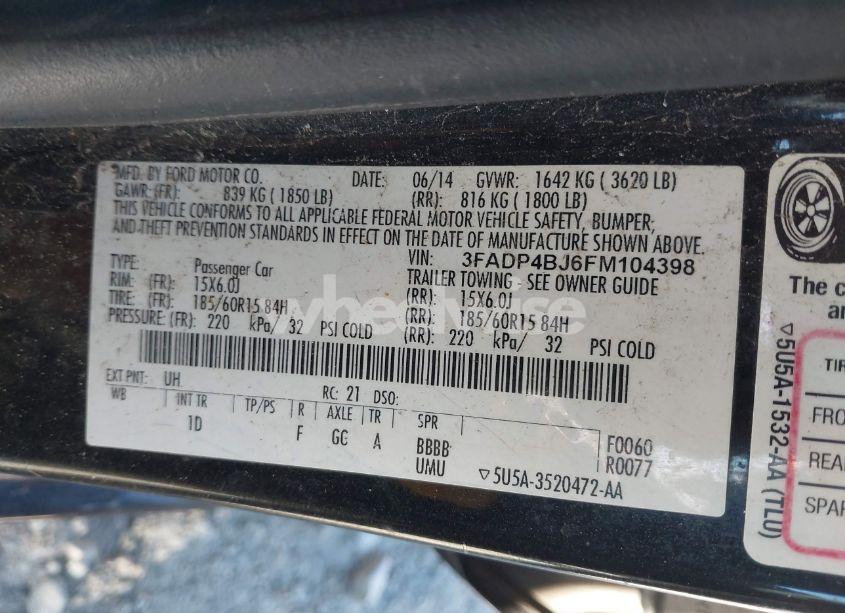 MFD. BY FORD MOTOR CO. DATE: 06/14 GVWR: 1642 KG ( 3620 LB)
GAWR: (FR): 839 KG ( 1850 LB) (RR): 816 KG ( 1800 LB)
THIS VEHICLE CONFORMS TO ALL APPLICABLE FEDERAL MOTOR VEHICLE SAFETY, BUMPER,
AND THEFT PREVENTION STANDARDS IN EFFECT ON THE DATE OF MANUFACTURE SHOWN ABOVE.
VIN: 3FADP4BJ6FM104398
TYPE: Passenger Car TRAILER TOWING - SEE OWNER GUIDE
RIM: (FR): 15X6.0J (RR): 15X6.0J
TIRE: (FR): 185/60R15 84H (RR): 185/60R15 84H
PRESSURE: (FR): 220 kPa/ 32 PSI COLD (RR): 220 kPa/ 32 PSI COLD
EXT PNT: UH RC: 21 DSO:
WB INT TR TP/PS R AXLE TR SPR
1D F GC A BBBB F0060
UMU R0077
▽5U5A-3520472-AA
The c
an
▽5U5A-1532-AA (TL0)
TIR
FRO
REA
SPAR